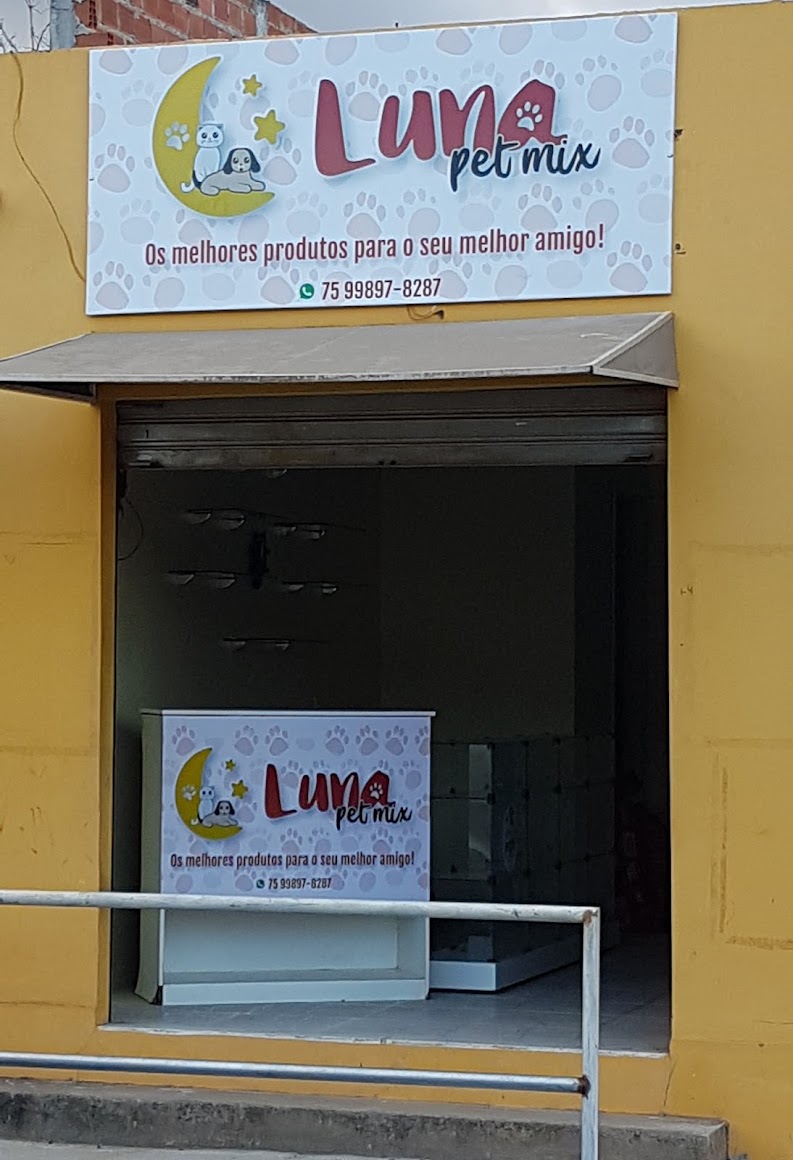 Luna
pet mix
Os melhores produtos para o seu melhor amigo!
75 99897-8287
Luna
pet mix
Os melhores produtos para o seu melhor amigo!
75 99897-8287